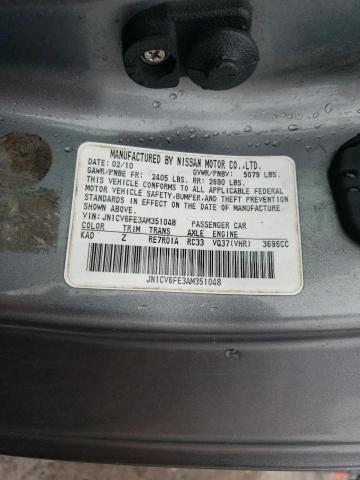 MANUFACTURED BY NISSAN MOTOR CO.,LTD.
DATE: 02/10 GVWR/PNBV: 5079 LBS.
GAWR/PNBE FR: 2405 LBS. RR: 2690 LBS.
THIS VEHICLE CONFORMS TO ALL APPLICABLE FEDERAL
MOTOR VEHICLE SAFETY,BUMPER,AND THEFT PREVENTION
STANDARDS IN EFFECT ON THE DATE OF MANUFACTURE
SHOWN ABOVE.
VIN:JN1CV6FE3AM351048 PASSENGER CAR
COLOR TRIM TRANS AXLE ENGINE
KAD Z RE7R01A RC33 VQ37(VHR) 3696CC
JN1CV6FE3AM351048